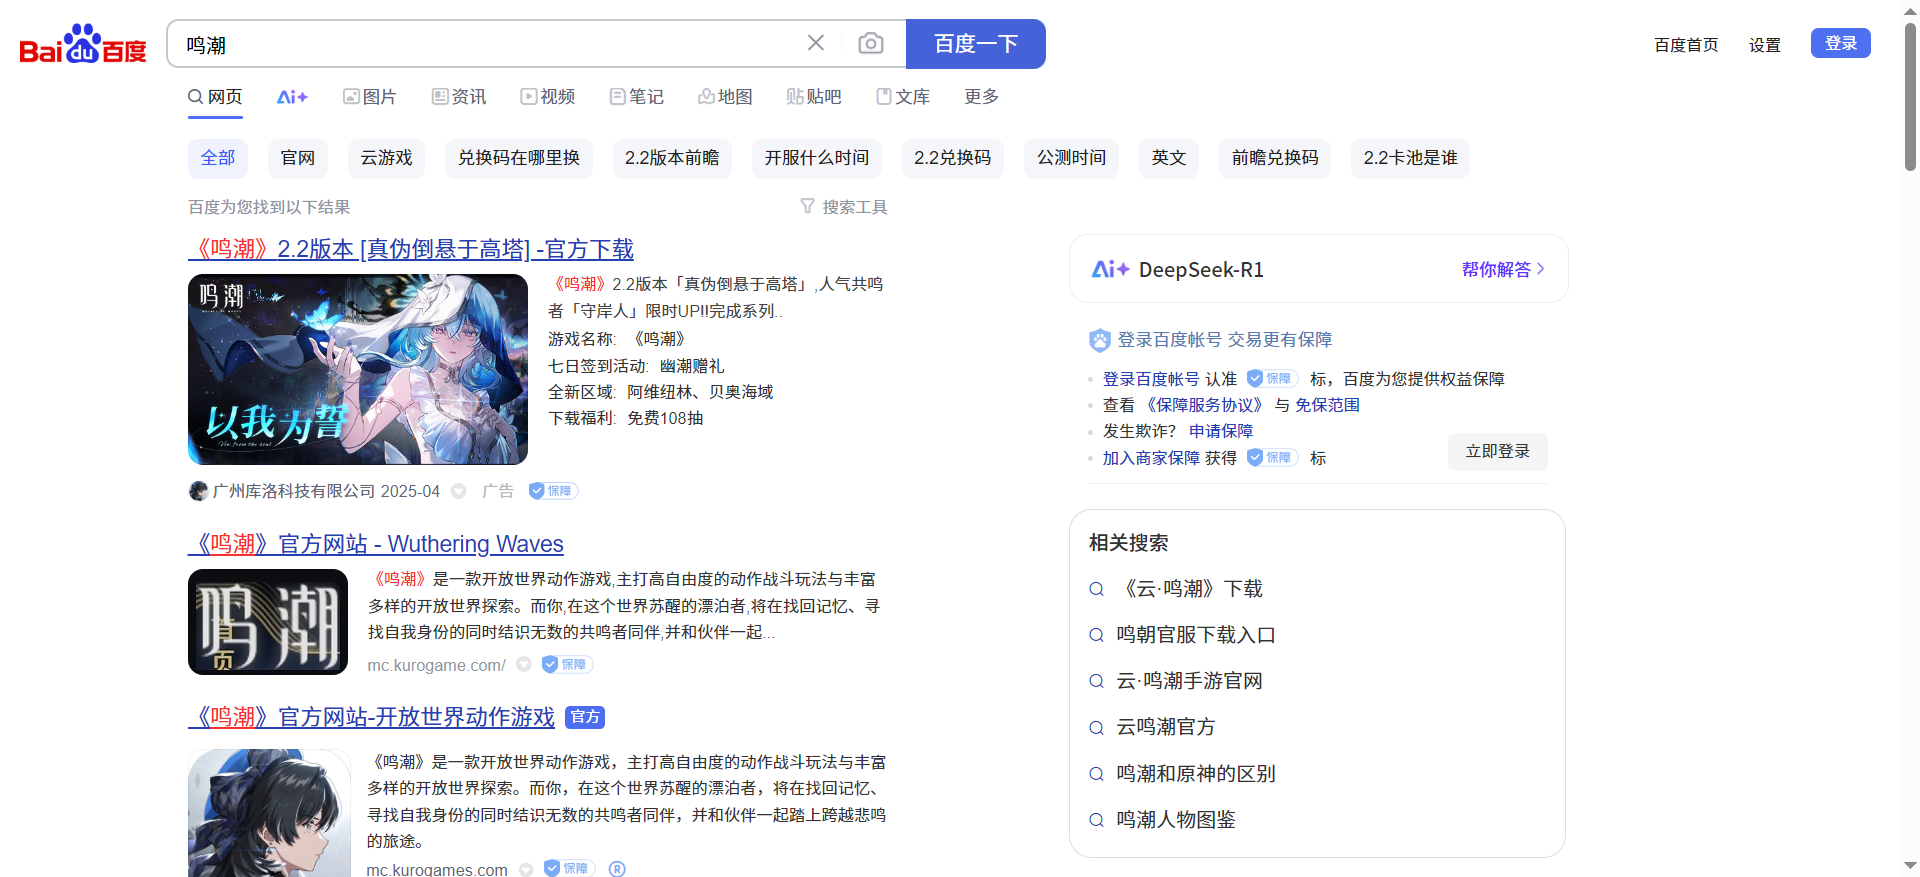 Bai du 百度
鸣潮
百度一下
百度首页
设置
登录
网页
Ai+
图片
资讯
视频
笔记
地图
贴吧
文库
更多
全部
官网
云游戏
兑换码在哪里换
2.2版本前瞻
开服什么时间
2.2兑换码
公测时间
英文
前瞻兑换码
2.2卡池是谁
百度为您找到以下结果
搜索工具
《鸣潮》2.2版本 [真伪倒悬于高塔] -官方下载
鸣潮
以我为誓
《鸣潮》2.2版本「真伪倒悬于高塔」,人气共鸣
者「守岸人」限时UP!!完成系列..
游戏名称: 《鸣潮》
七日签到活动: 幽潮赠礼
全新区域: 阿维纽林、贝奥海域
下载福利: 免费108抽
广州库洛科技有限公司 2025-04
广告
保障
《鸣潮》官方网站 - Wuthering Waves
鸣潮
首页
《鸣潮》是一款开放世界动作游戏,主打高自由度的动作战斗玩法与丰富
多样的开放世界探索。而你,在这个世界苏醒的漂泊者,将在找回记忆、寻
找自我身份的同时结识无数的共鸣者同伴,并和伙伴一起...
mc.kurogame.com/
保障
《鸣潮》官方网站-开放世界动作游戏
官方
《鸣潮》是一款开放世界动作游戏，主打高自由度的动作战斗玩法与丰富
多样的开放世界探索。而你，在这个世界苏醒的漂泊者，将在找回记忆、
寻找自我身份的同时结识无数的共鸣者同伴，并和伙伴一起踏上跨越悲鸣
的旅途。
mc.kurogames.com
保障
®
Ai+ DeepSeek-R1
帮你解答
登录百度帐号 交易更有保障
登录百度帐号 认准 保障 标，百度为您提供权益保障
查看 《保障服务协议》 与 免保范围
发生欺诈？ 申请保障
加入商家保障 获得 保障 标
立即登录
相关搜索
《云·鸣潮》下载
鸣朝官服下载入口
云·鸣潮手游官网
云鸣潮官方
鸣潮和原神的区别
鸣潮人物图鉴